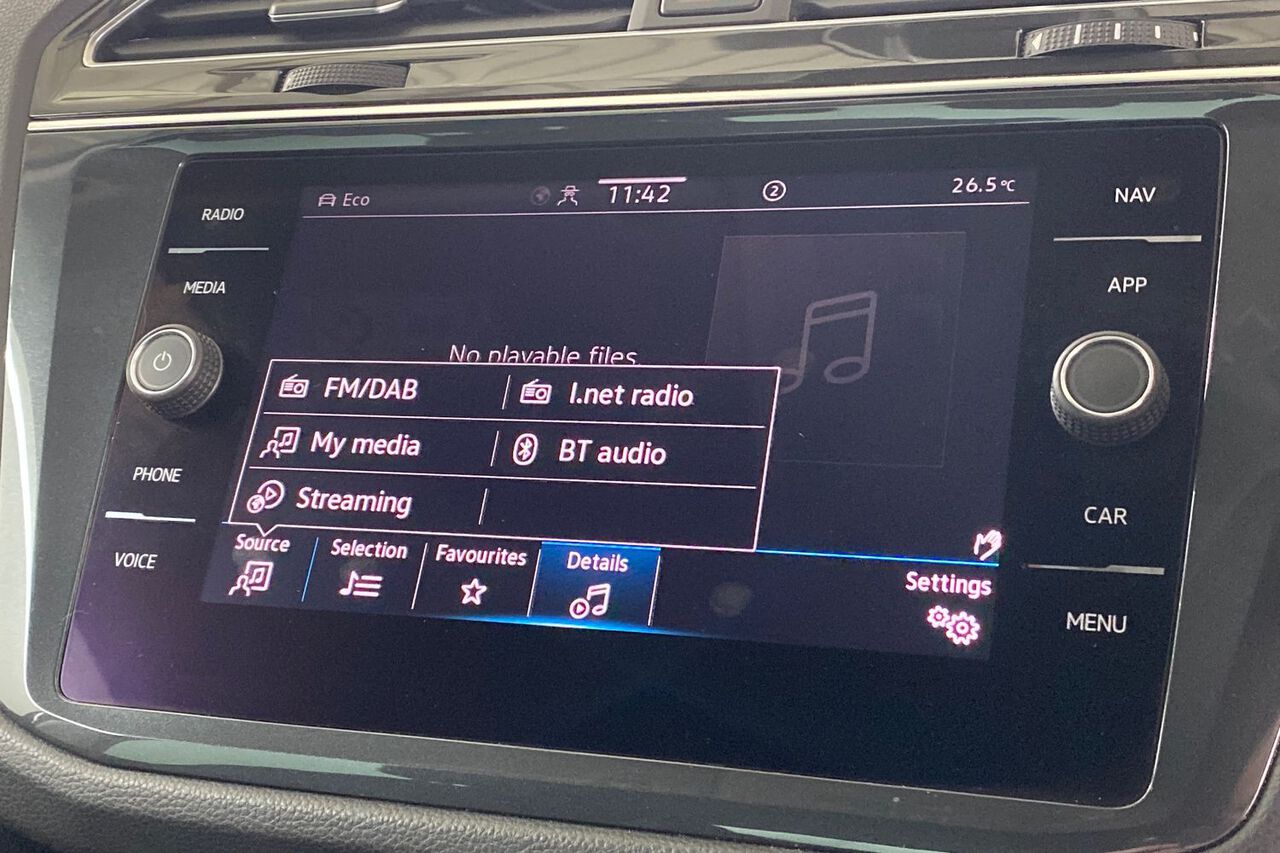 RADIO
MEDIA
PHONE
VOICE
Eco
11:42
2
26.5°C
No playable files.
FM/DAB
I.net radio
My media
BT audio
Streaming
Source
Selection
Favourites
Details
Settings
NAV
APP
CAR
MENU